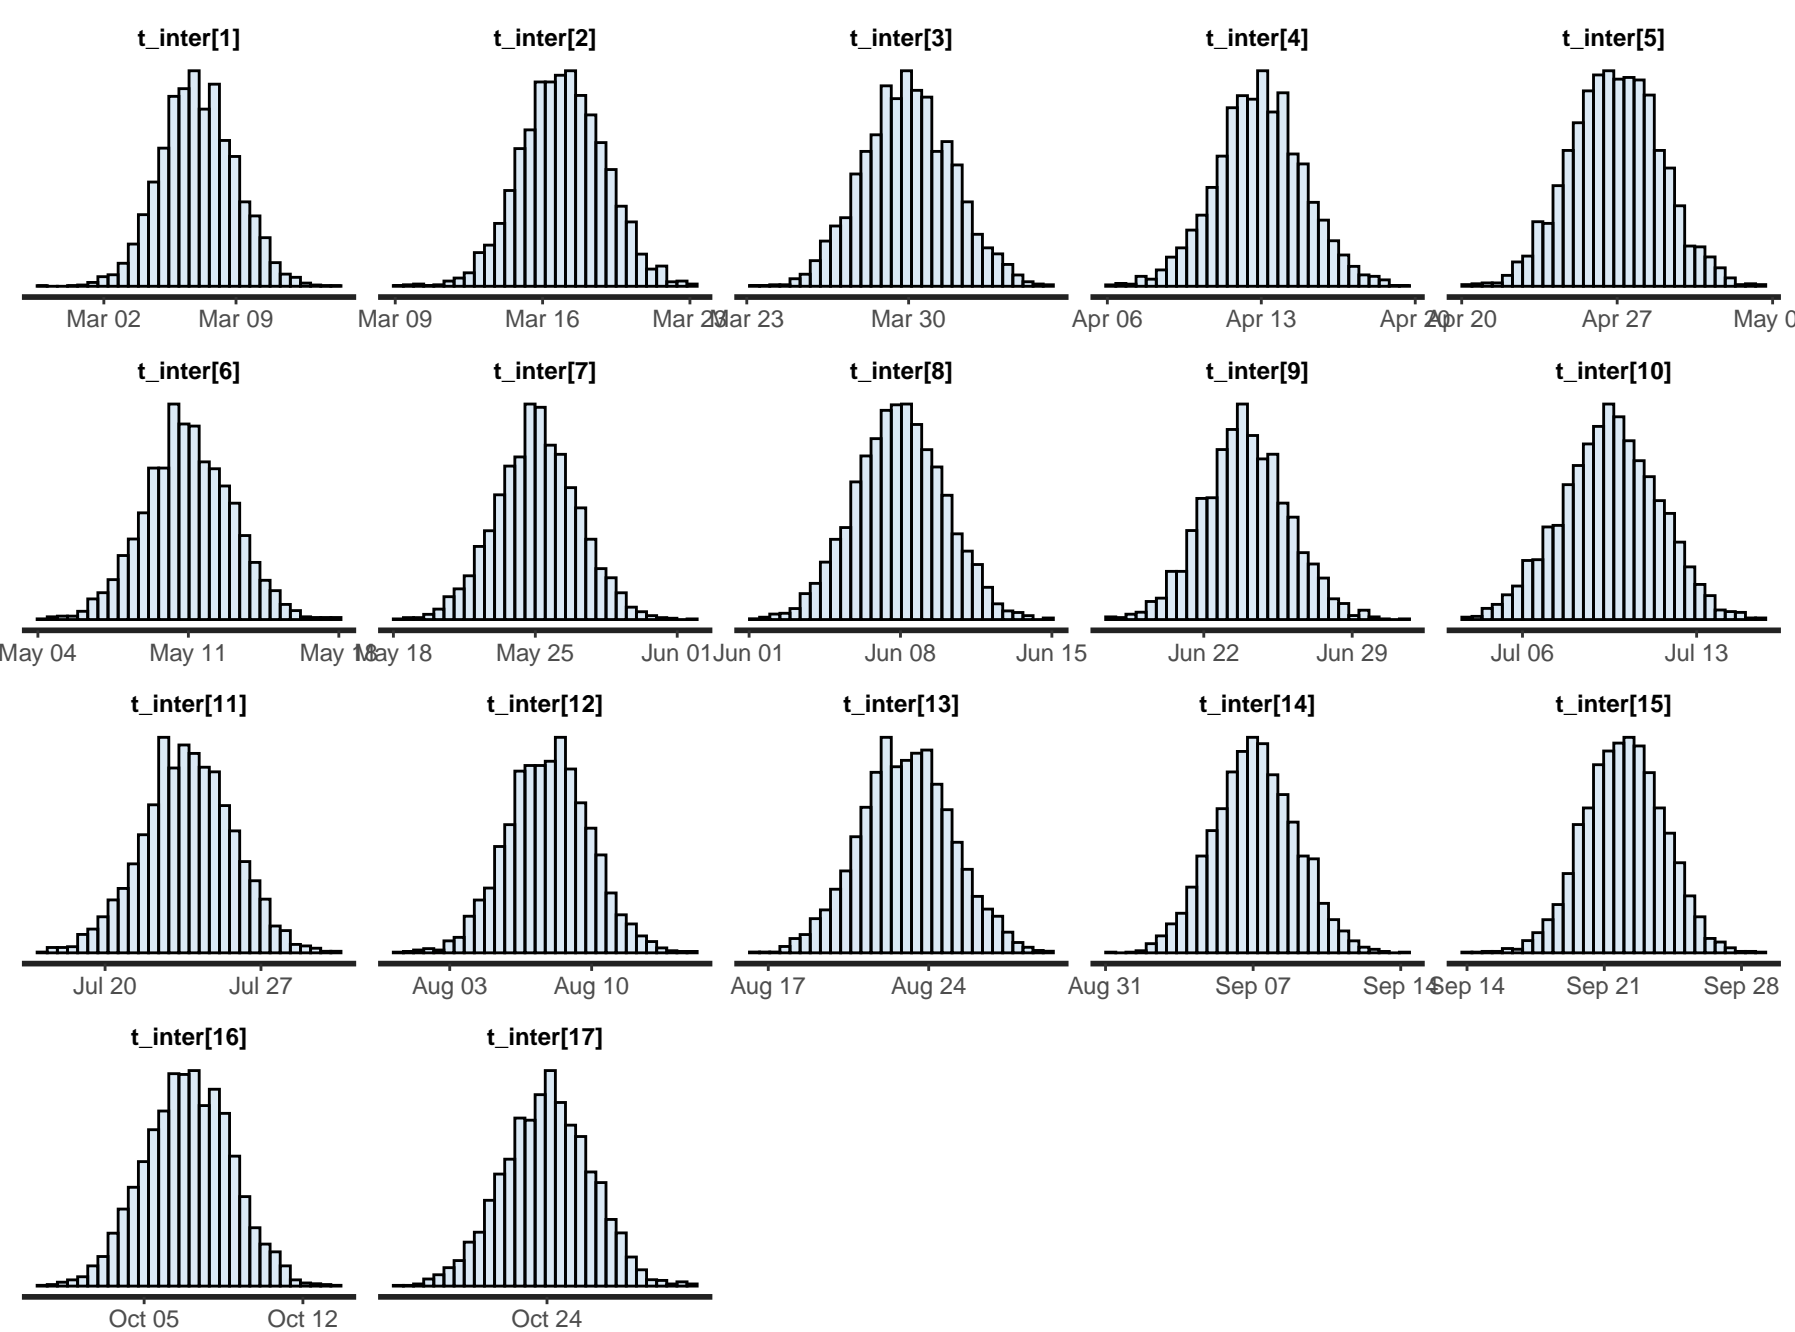 t_inter[1] t_inter[2] t_inter[3] t_inter[4] t_inter[5]
Mar 02 Mar 09 Mar 09 Mar 16 Mar 23 Mar 23 Mar 30 Apr 06 Apr 13 Apr 20 Apr 20 Apr 27 May 0
t_inter[6] t_inter[7] t_inter[8] t_inter[9] t_inter[10]
May 04 May 11 May 18 May 18 May 25 Jun 01 Jun 01 Jun 08 Jun 15 Jun 22 Jun 29 Jul 06 Jul 13
t_inter[11] t_inter[12] t_inter[13] t_inter[14] t_inter[15]
Jul 20 Jul 27 Aug 03 Aug 10 Aug 17 Aug 24 Aug 31 Sep 07 Sep 14 Sep 14 Sep 21 Sep 28
t_inter[16] t_inter[17]
Oct 05 Oct 12 Oct 24